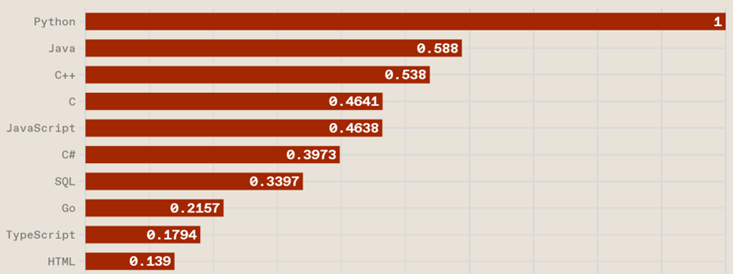 Python 1
Java 0.588
C++ 0.538
C 0.4641
JavaScript 0.4638
C# 0.3973
SQL 0.3397
Go 0.2157
TypeScript 0.1794
HTML 0.139